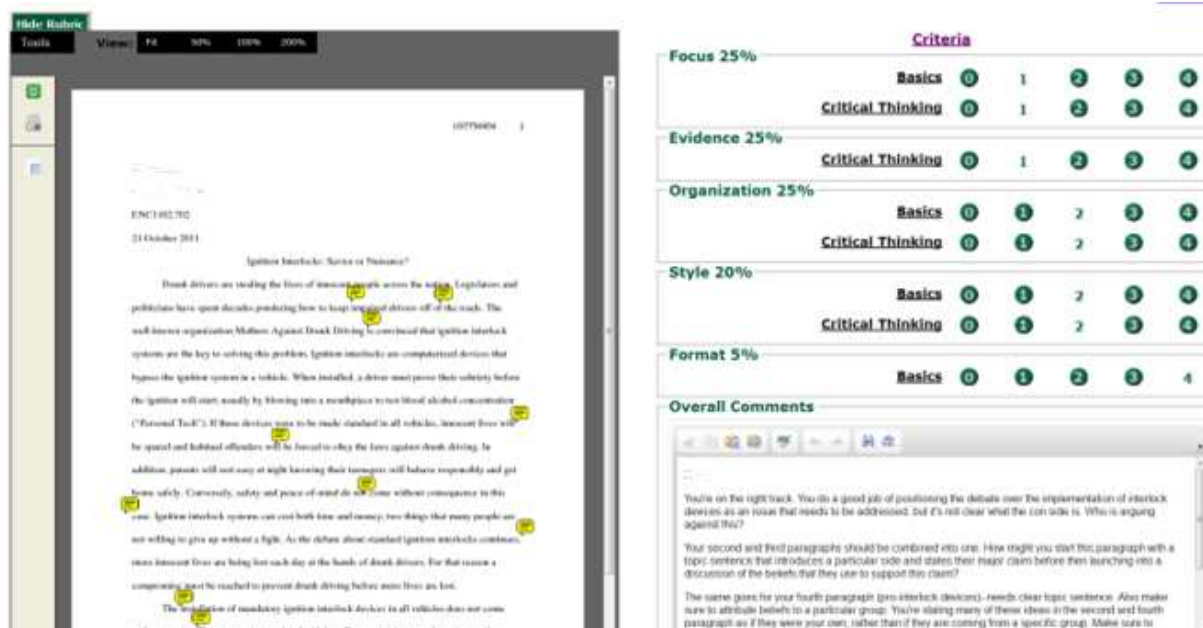 Hide Rubric
Tools View: Fit 50% 100% 200%
1
ENC1102.702
21 October 2011
Ignition Interlocks: Savior or Nuisance?
Drunk drivers are stealing the lives of innocent people across the nation. Legislators and
politicians have spent decades pondering how to keep impaired drivers off of the roads. The
well-known organization Mothers Against Drunk Driving is convinced that ignition interlock
systems are the key to solving this problem. Ignition interlocks are computerized devices that
bypass the ignition system in a vehicle. When installed, a driver must prove their sobriety before
the ignition will start, usually by blowing into a mouthpiece to test blood alcohol concentration
("Personal Tech"). If these devices were to be made standard in all vehicles, innocent lives will
be spared and habitual offenders will be forced to obey the laws against drunk driving. In
addition, parents will rest easy at night knowing their teenagers will behave responsibly and get
home safely. Conversely, safety and peace of mind do not come without consequence in this
case. Ignition interlock systems can cost both time and money, two things that many people are
not willing to give up without a fight. As the debate about standard ignition interlocks continues,
more innocent lives are being lost each day at the hands of drunk drivers. For that reason a
compromise must be reached to prevent drunk driving before more lives are lost.
The installation of mandatory ignition interlock devices in all vehicles does not come
Criteria
Focus 25%
Basics 0 1 2 3 4
Critical Thinking 0 1 2 3 4
Evidence 25%
Critical Thinking 0 1 2 3 4
Organization 25%
Basics 0 1 2 3 4
Critical Thinking 0 1 2 3 4
Style 20%
Basics 0 1 2 3 4
Critical Thinking 0 1 2 3 4
Format 5%
Basics 0 1 2 3 4
Overall Comments
You're on the right track. You do a good job of positioning the debate over the implementation of interlock
devices as an issue that needs to be addressed, but it's not clear what the con side is. Who is arguing
against this?
Your second and third paragraphs should be combined into one. How might you start this paragraph with a
topic sentence that introduces a particular side and states their major claim before then launching into a
discussion of the beliefs that they use to support this claim?
The same goes for your fourth paragraph (pro-interlock devices)--needs clear topic sentence. Also make
sure to attribute beliefs to a particular group. You're stating many of these ideas in the second and fourth
paragraph as if they were your own, rather than if they are coming from a specific group. Make sure to